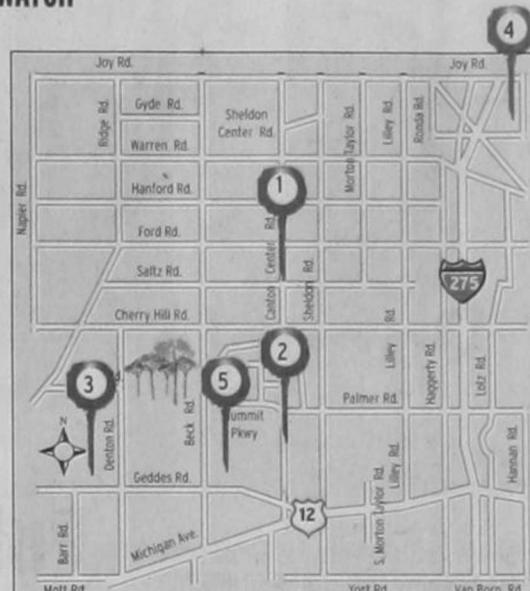 WATCH
4
Joy Rd.
Joy Rd.
Ridge Rd.
Gyde Rd.
Sheldon
Center Rd.
Morton Taylor Rd.
Lilley Rd.
Ronda Rd.
Warren Rd.
Napier Rd.
Hanford Rd.
1
Ford Rd.
Canton Center Rd.
Sheldon Rd.
Saltz Rd.
275
Cherry Hill Rd.
Lilley Rd.
Haggerty Rd.
Lotz Rd.
2
3
5
Palmer Rd.
Summit
Pkwy
N
Denton Rd.
Beck Rd.
Hannan Rd.
Geddes Rd.
S. Morton Taylor Rd.
Lilley Rd.
12
Barr Rd.
Michigan Ave.
Mott Rd.
Yost Rd.
Van Born Rd.